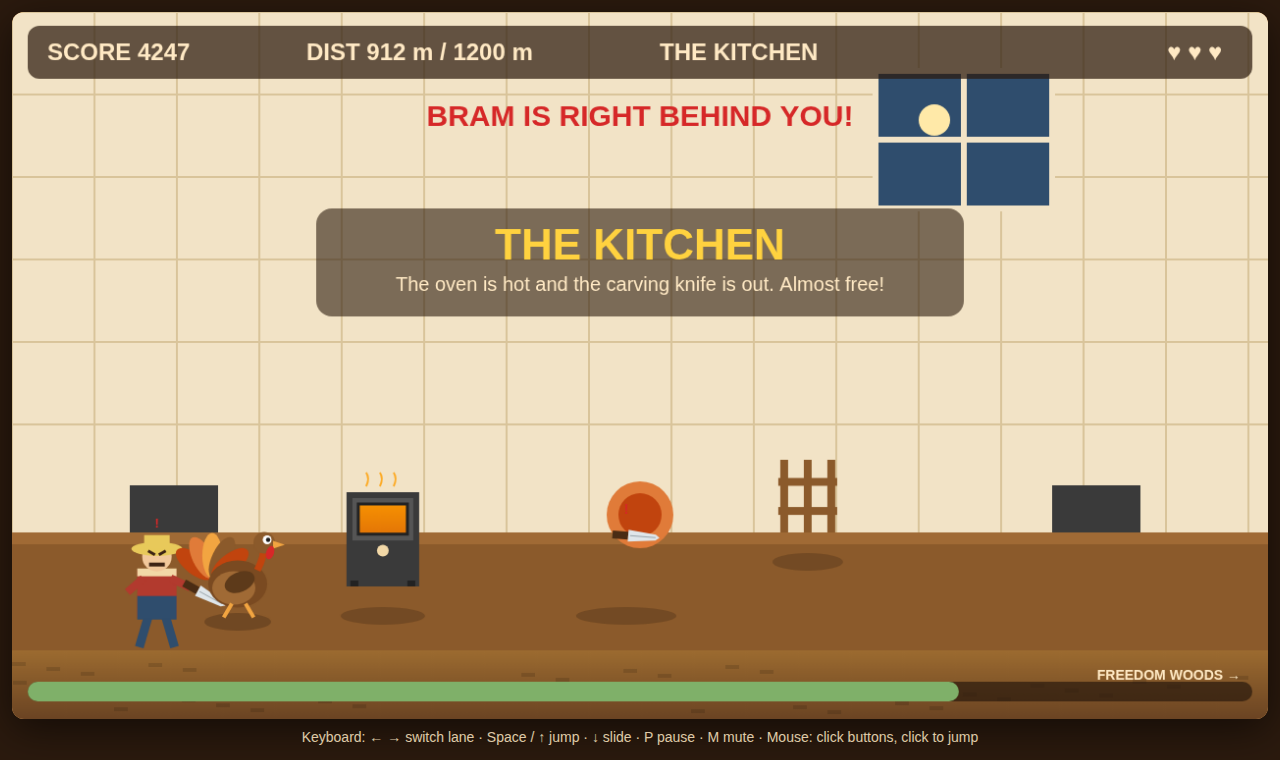 SCORE 4247 DIST 912 m / 1200 m THE KITCHEN ♥ ♥ ♥
BRAM IS RIGHT BEHIND YOU!
THE KITCHEN
The oven is hot and the carving knife is out. Almost free!
!
!
FREEDOM WOODS →
Keyboard: ← → switch lane · Space / ↑ jump · ↓ slide · P pause · M mute · Mouse: click buttons, click to jump